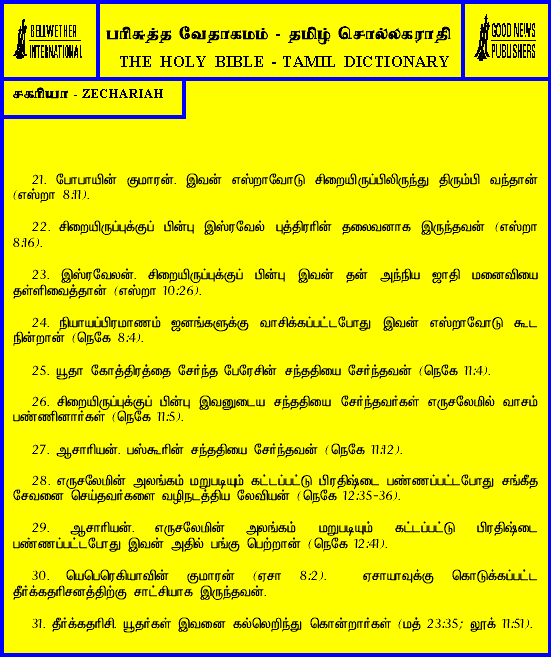 BELLWETHER
INTERNATIONAL
பரிசுத்த வேதாகமம் - தமிழ் சொல்லகராதி
THE HOLY BIBLE - TAMIL DICTIONARY
GOOD NEWS
PUBLISHERS
சகரியா - ZECHARIAH
21. போபாயின் குமாரன். இவன் எஸ்றாவோடு சிறையிருப்பிலிருந்து திரும்பி வந்தான்
(எஸ்றா 8:11).
22. சிறையிருப்புக்குப் பின்பு இஸ்ரவேல் புத்திரரின் தலைவனாக இருந்தவன் (எஸ்றா
8:16).
23. இஸ்ரவேலன். சிறையிருப்புக்குப் பின்பு இவன் தன் அந்நிய ஜாதி மனைவியை
தள்ளிவைத்தான் (எஸ்றா 10:26).
24. நியாயப்பிரமாணம் ஜனங்களுக்கு வாசிக்கப்பட்டபோது இவன் எஸ்றாவோடு கூட
நின்றான் (நெகே 8:4).
25. யூதா கோத்திரத்தை சேர்ந்த பேரேசின் சந்ததியை சேர்ந்தவன் (நெகே 11:4).
26. சிறையிருப்புக்குப் பின்பு இவனுடைய சந்ததியை சேர்ந்தவர்கள் எருசலேமில் வாசம்
பண்ணினார்கள் (நெகே 11:5).
27. ஆசாரியன். பஸ்கூரின் சந்ததியை சேர்ந்தவன் (நெகே 11:12).
28. எருசலேமின் அலங்கம் மறுபடியும் கட்டப்பட்டு பிரதிஷ்டை பண்ணப்பட்டபோது சங்கீத
சேவனை செய்தவர்களை வழிநடத்திய லேவியன் (நெகே 12:35-36).
29. ஆசாரியன். எருசலேமின் அலங்கம் மறுபடியும் கட்டப்பட்டு பிரதிஷ்டை
பண்ணப்பட்டபோது இவன் அதில் பங்கு பெற்றான் (நெகே 12:41).
30. யெபெரெகியாவின் குமாரன் (ஏசா 8:2). ஏசாயாவுக்கு கொடுக்கப்பட்ட
தீர்க்கதரிசனத்திற்கு சாட்சியாக இருந்தவன்.
31. தீர்க்கதரிசி. யூதர்கள் இவனை கல்லெறிந்து கொன்றார்கள் (மத் 23:35; லூக் 11:51).